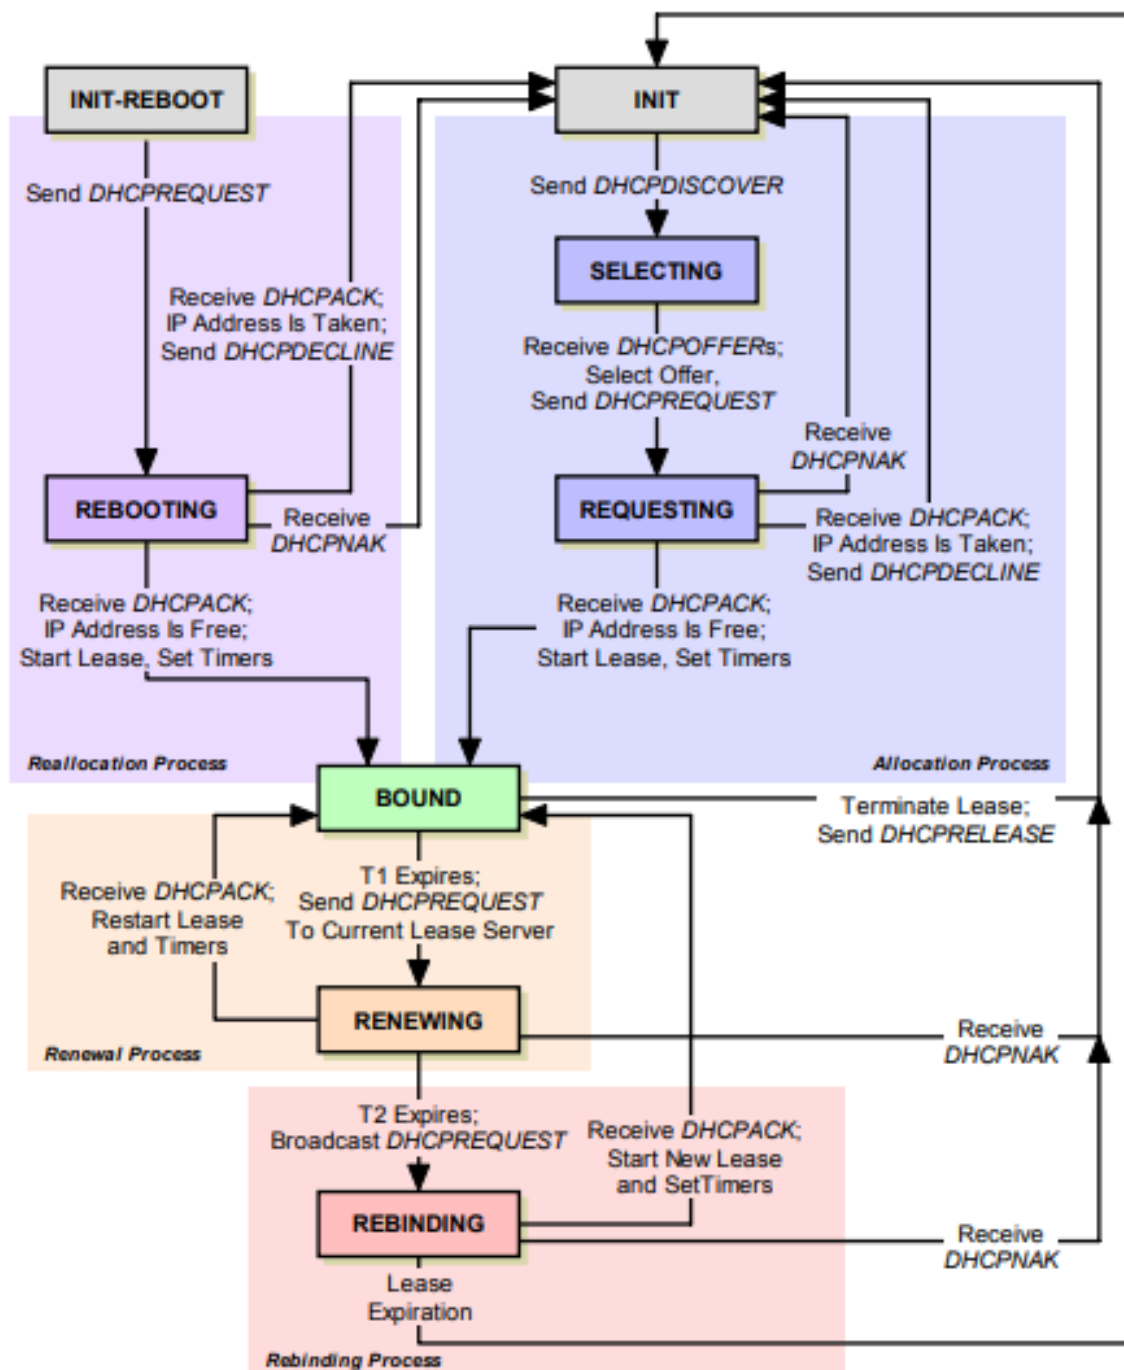 INIT-REBOOT
INIT
Send DHCPREQUEST
Send DHCPDISCOVER
SELECTING
Receive DHCPACK;
IP Address Is Taken;
Send DHCPDECLINE
Receive DHCPOFFERs;
Select Offer,
Send DHCPREQUEST
Receive
DHCPNAK
REBOOTING
REQUESTING
Receive
DHCPNAK
Receive DHCPACK;
IP Address Is Taken;
Send DHCPDECLINE
Receive DHCPACK;
IP Address Is Free;
Start Lease, Set Timers
Receive DHCPACK;
IP Address Is Free;
Start Lease, Set Timers
Reallocation Process
Allocation Process
BOUND
Terminate Lease;
Send DHCPRELEASE
Receive DHCPACK;
Restart Lease
and Timers
T1 Expires;
Send DHCPREQUEST
To Current Lease Server
RENEWING
Receive
DHCPNAK
Renewal Process
T2 Expires;
Broadcast DHCPREQUEST
Receive DHCPACK;
Start New Lease
and SetTimers
REBINDING
Receive
DHCPNAK
Lease
Expiration
Rebinding Process